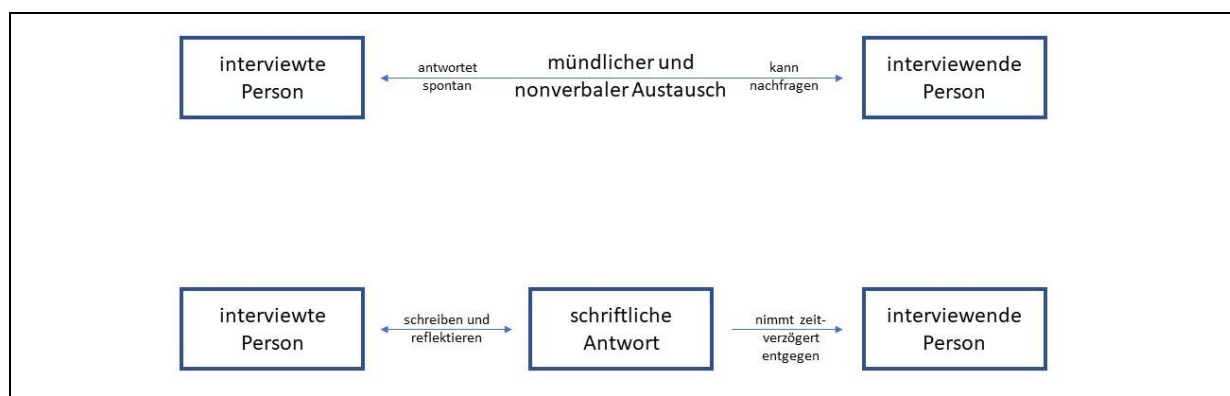 interviewte
Person
antwortet
spontan
mündlicher und
nonverbaler Austausch
kann
nachfragen
interviewende
Person
interviewte
Person
schreiben und
reflektieren
schriftliche
Antwort
nimmt zeit-
verzögert
entgegen
interviewende
Person